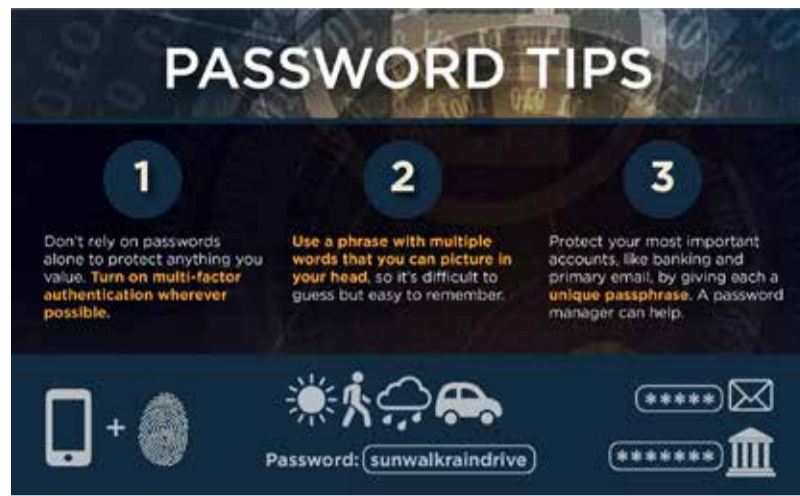 PASSWORD TIPS
1
Don't rely on passwords
alone to protect anything you
value. Turn on multi-factor
authentication wherever
possible.
2
Use a phrase with multiple
words that you can picture in
your head, so it's difficult to
guess but easy to remember.
3
Protect your most important
accounts, like banking and
primary email, by giving each a
unique passphrase. A password
manager can help.
Password: sunwalkraindrive
*****
*******